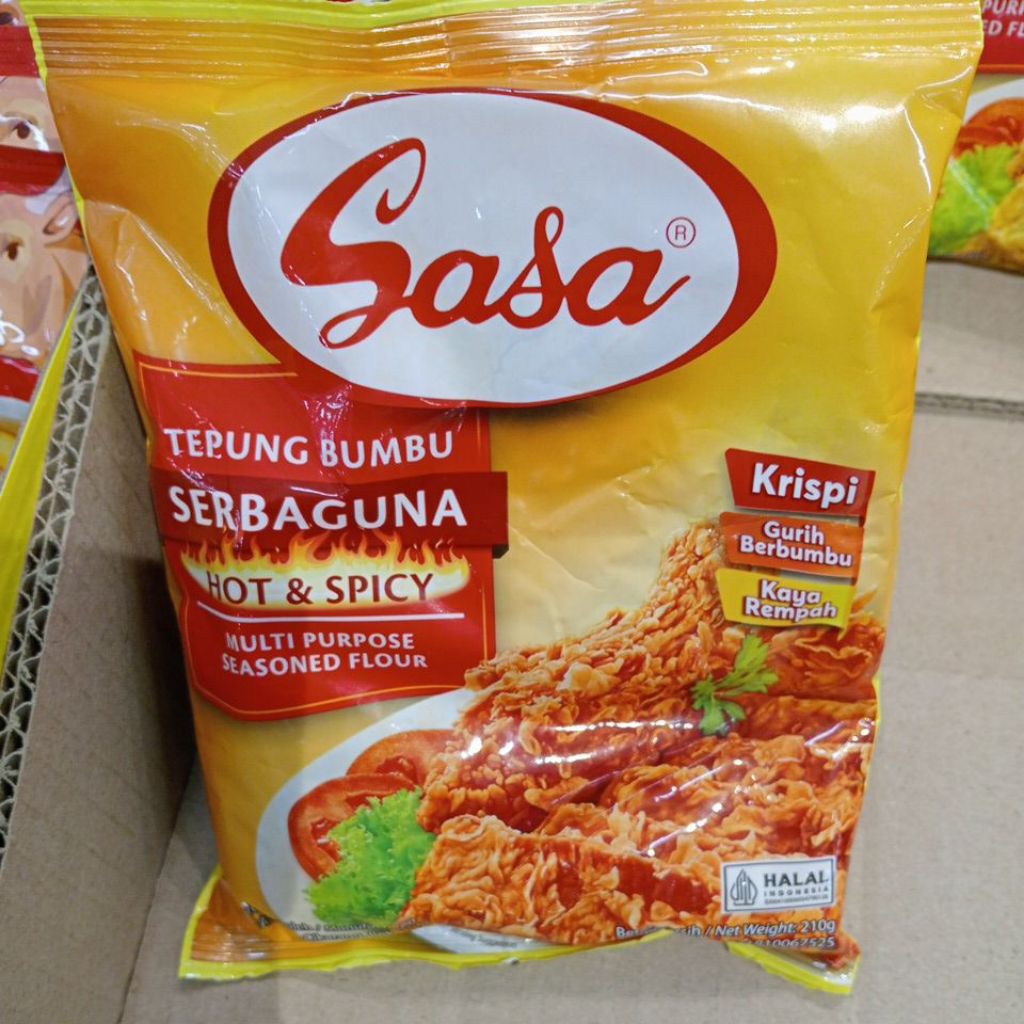 Sasa ®
TEPUNG BUMBU
SERBAGUNA
HOT & SPICY
MULTI PURPOSE
SEASONED FLOUR
Krispi
Gurih
Berbumbu
Kaya
Rempah
HALAL
INDONESIA
/ Net Weight: 210g